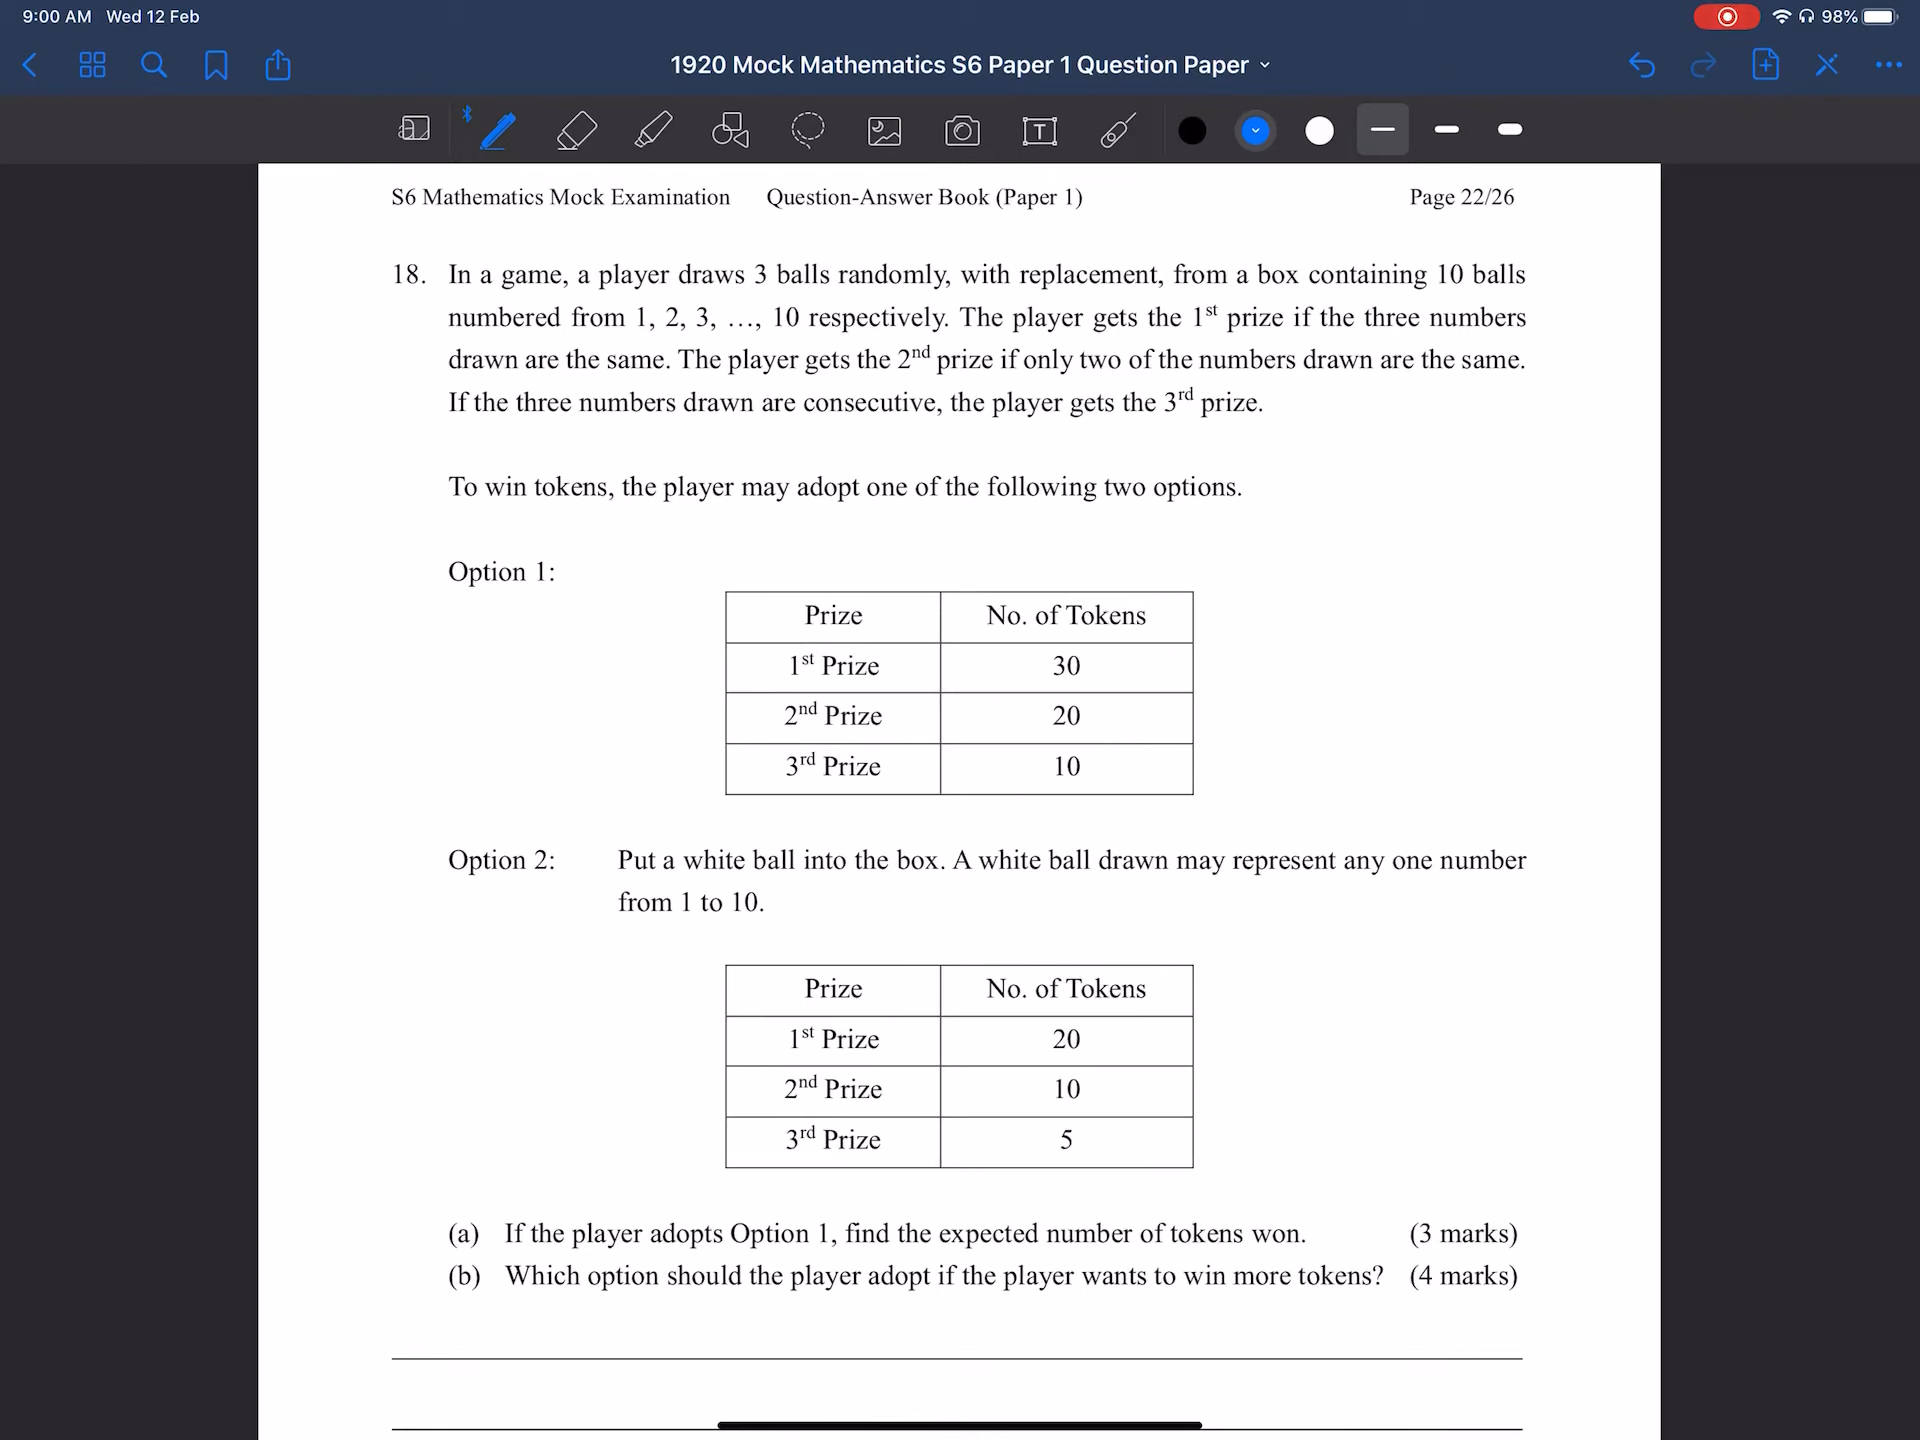 9:00 AM Wed 12 Feb
98%
1920 Mock Mathematics S6 Paper 1 Question Paper
S6 Mathematics Mock Examination Question-Answer Book (Paper 1) Page 22/26
18. In a game, a player draws 3 balls randomly, with replacement, from a box containing 10 balls
numbered from 1, 2, 3, …, 10 respectively. The player gets the 1st prize if the three numbers
drawn are the same. The player gets the 2nd prize if only two of the numbers drawn are the same.
If the three numbers drawn are consecutive, the player gets the 3rd prize.
To win tokens, the player may adopt one of the following two options.
Option 1:
Prize No. of Tokens
1st Prize 30
2nd Prize 20
3rd Prize 10
Option 2: Put a white ball into the box. A white ball drawn may represent any one number
from 1 to 10.
Prize No. of Tokens
1st Prize 20
2nd Prize 10
3rd Prize 5
(a) If the player adopts Option 1, find the expected number of tokens won. (3 marks)
(b) Which option should the player adopt if the player wants to win more tokens? (4 marks)